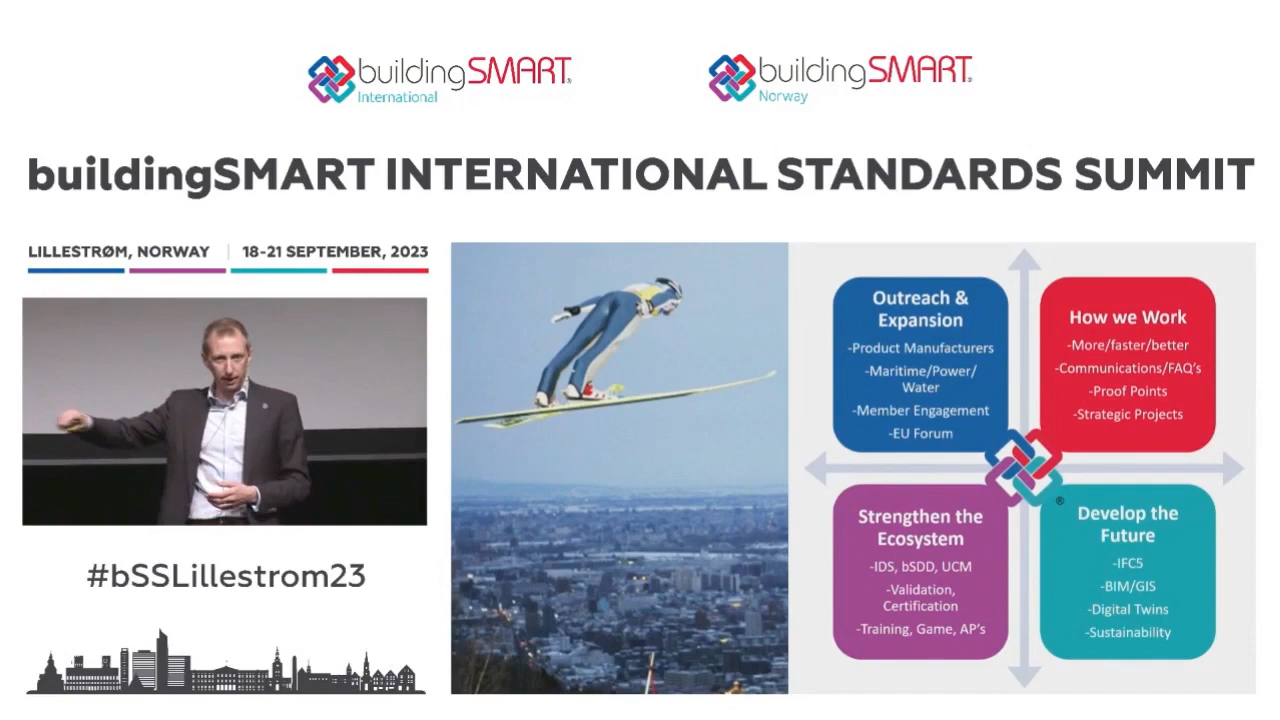 buildingSMART®
International
buildingSMART®
Norway
buildingSMART INTERNATIONAL STANDARDS SUMMIT
LILLESTRØM, NORWAY | 18-21 SEPTEMBER, 2023
Outreach &
Expansion
-Product Manufacturers
-Maritime/Power/
Water
-Member Engagement
-EU Forum
How we Work
-More/faster/better
-Communications/FAQ's
-Proof Points
-Strategic Projects
®
Strengthen the
Ecosystem
-IDS, bSDD, UCM
-Validation,
Certification
-Training, Game, AP's
Develop the
Future
-IFC5
-BIM/GIS
-Digital Twins
-Sustainability
#bSSLillestrom23